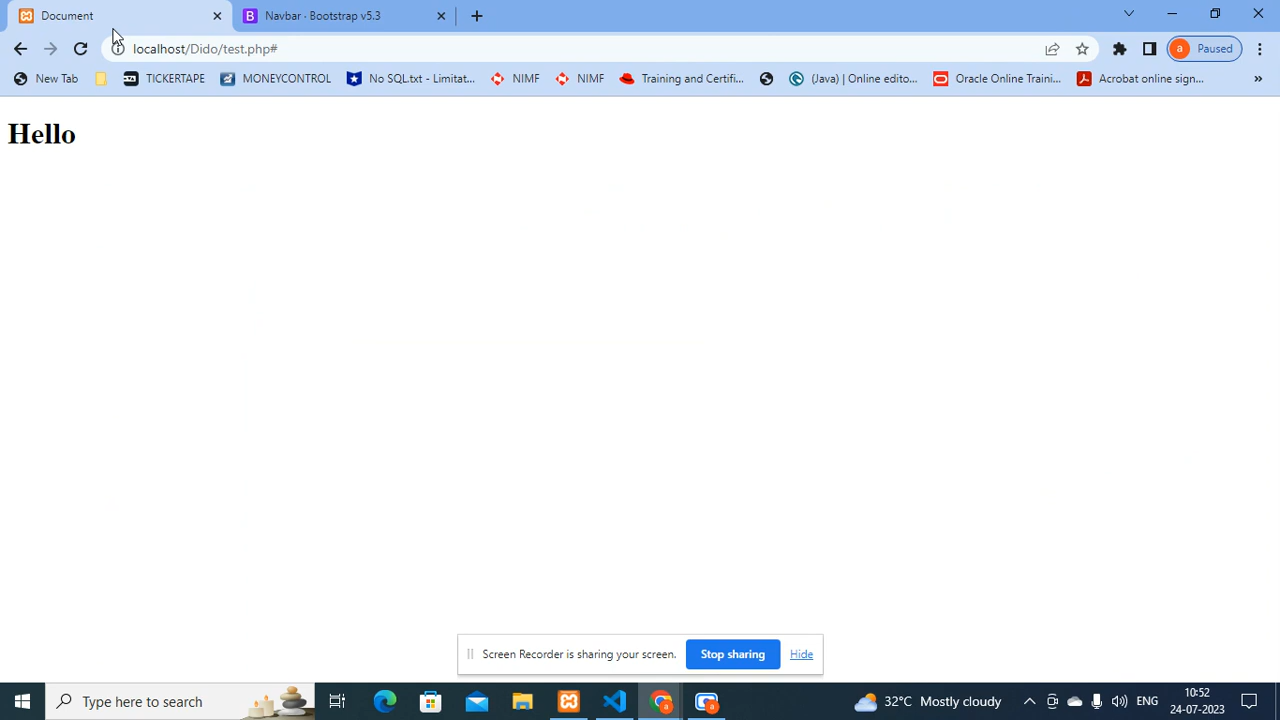 Document
Navbar · Bootstrap v5.3
localhost/Dido/test.php#
a Paused
New Tab
TICKERTAPE
MONEYCONTROL
No SQL.txt - Limitat...
NIMF
NIMF
Training and Certifi...
(Java) | Online edito...
Oracle Online Traini...
Acrobat online sign...
»
Hello
Screen Recorder is sharing your screen.
Stop sharing
Hide
Type here to search
32°C Mostly cloudy
ENG
10:52
24-07-2023